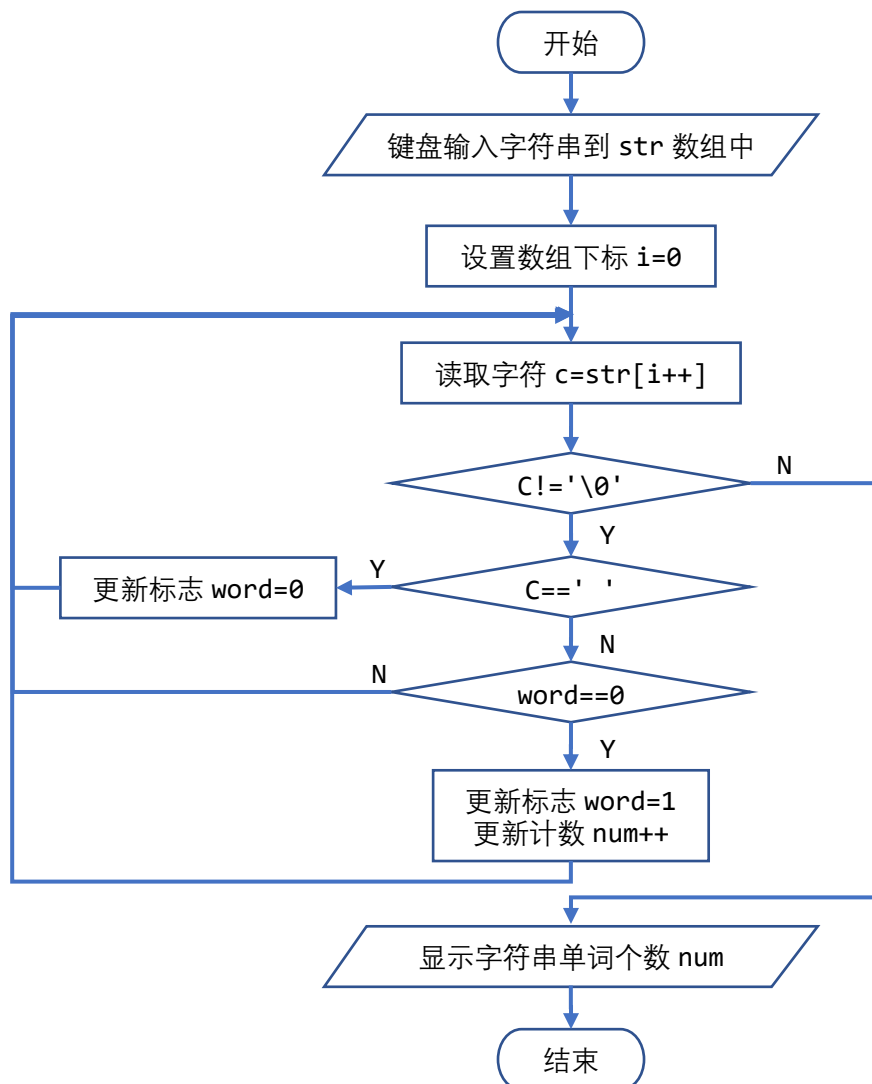 开始
键盘输入字符串到 str 数组中
设置数组下标 i=0
读取字符 c=str[i++]
C!='\0'
N
Y
C==' '
Y
更新标志 word=0
N
word==0
N
Y
更新标志 word=1
更新计数 num++
显示字符串单词个数 num
结束